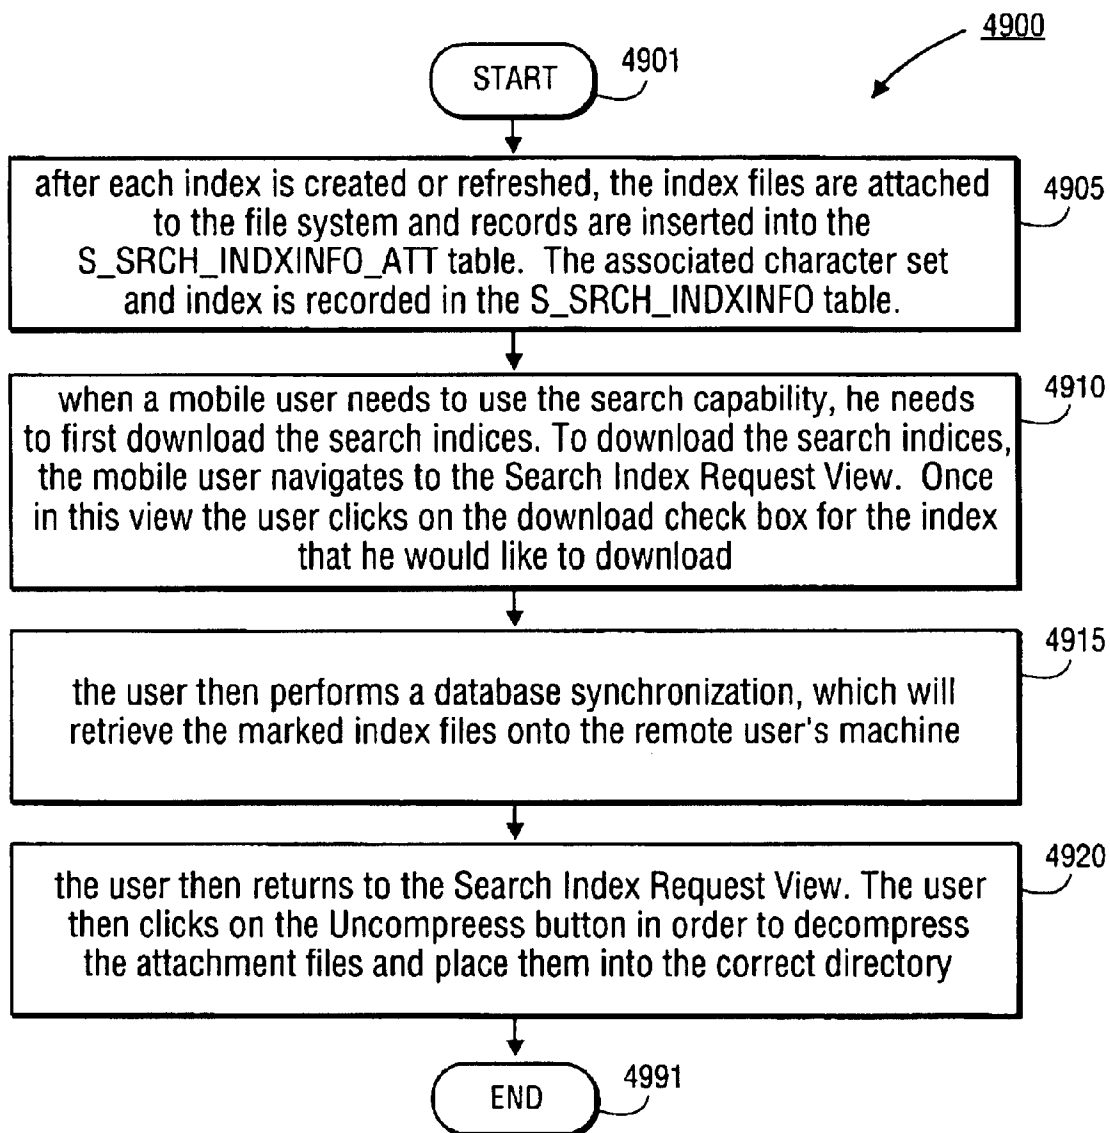 4900
START
4901
after each index is created or refreshed, the index files are attached
to the file system and records are inserted into the
S_SRCH_INDXINFO_ATT table. The associated character set
and index is recorded in the S_SRCH_INDXINFO table.
4905
when a mobile user needs to use the search capability, he needs
to first download the search indices. To download the search indices,
the mobile user navigates to the Search Index Request View. Once
in this view the user clicks on the download check box for the index
that he would like to download
4910
the user then performs a database synchronization, which will
retrieve the marked index files onto the remote user's machine
4915
the user then returns to the Search Index Request View. The user
then clicks on the Uncompreess button in order to decompress
the attachment files and place them into the correct directory
4920
END
4991